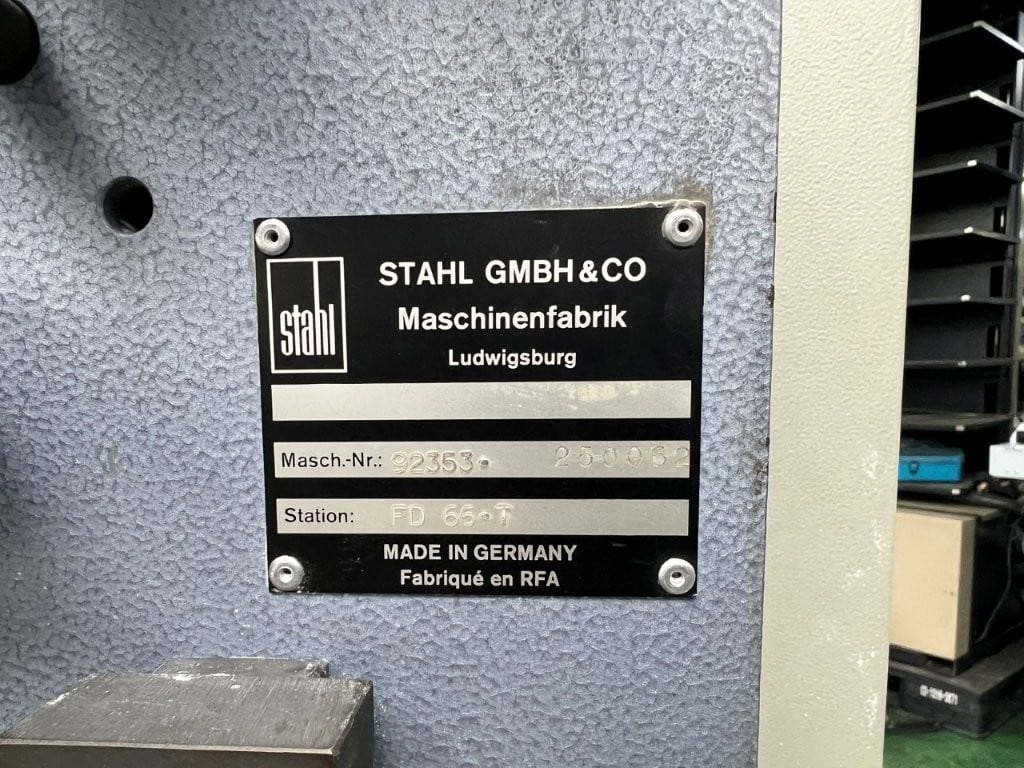 stahl
STAHL GMBH & CO
Maschinenfabrik
Ludwigsburg
Masch.-Nr.: 92353. 250062
Station: FD 66.T
MADE IN GERMANY
Fabriqué en RFA